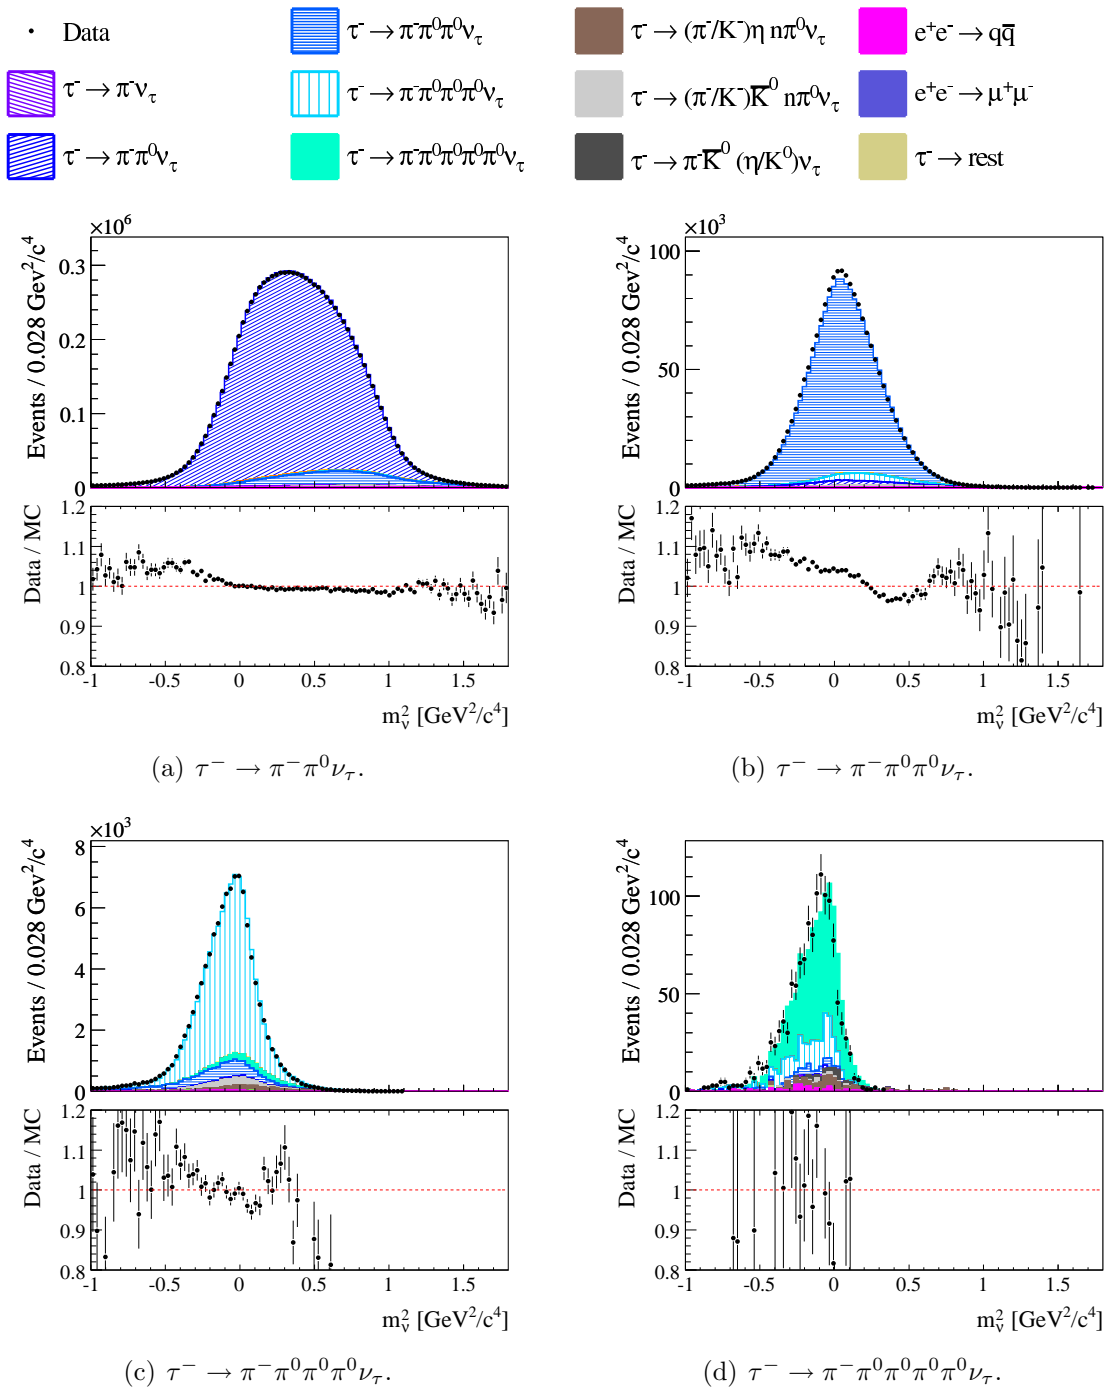 Data
τ⁻ → π⁻ν_τ
τ⁻ → π⁻π⁰ν_τ
τ⁻ → π⁻π⁰π⁰ν_τ
τ⁻ → π⁻π⁰π⁰π⁰ν_τ
τ⁻ → π⁻π⁰π⁰π⁰π⁰ν_τ
τ⁻ → (π⁻/K⁻)η nπ⁰ν_τ
τ⁻ → (π⁻/K⁻)K̅⁰ nπ⁰ν_τ
τ⁻ → π⁻K̅⁰ (η/K⁰)ν_τ
e⁺e⁻ → qq̅
e⁺e⁻ → μ⁺μ⁻
τ⁻ → rest
×10⁶
Events / 0.028 Gev²/c⁴
0.3
0.2
0.1
0
Data / MC
1.2
1.1
1
0.9
0.8
-1 -0.5 0 0.5 1 1.5
m²_ν [GeV²/c⁴]
(a) τ⁻ → π⁻π⁰ν_τ.
×10³
Events / 0.028 Gev²/c⁴
100
50
0
Data / MC
1.2
1.1
1
0.9
0.8
-1 -0.5 0 0.5 1 1.5
m²_ν [GeV²/c⁴]
(b) τ⁻ → π⁻π⁰π⁰ν_τ.
×10³
Events / 0.028 Gev²/c⁴
8
6
4
2
0
Data / MC
1.2
1.1
1
0.9
0.8
-1 -0.5 0 0.5 1 1.5
m²_ν [GeV²/c⁴]
(c) τ⁻ → π⁻π⁰π⁰π⁰ν_τ.
Events / 0.028 Gev²/c⁴
100
50
0
Data / MC
1.2
1.1
1
0.9
0.8
-1 -0.5 0 0.5 1 1.5
m²_ν [GeV²/c⁴]
(d) τ⁻ → π⁻π⁰π⁰π⁰π⁰ν_τ.